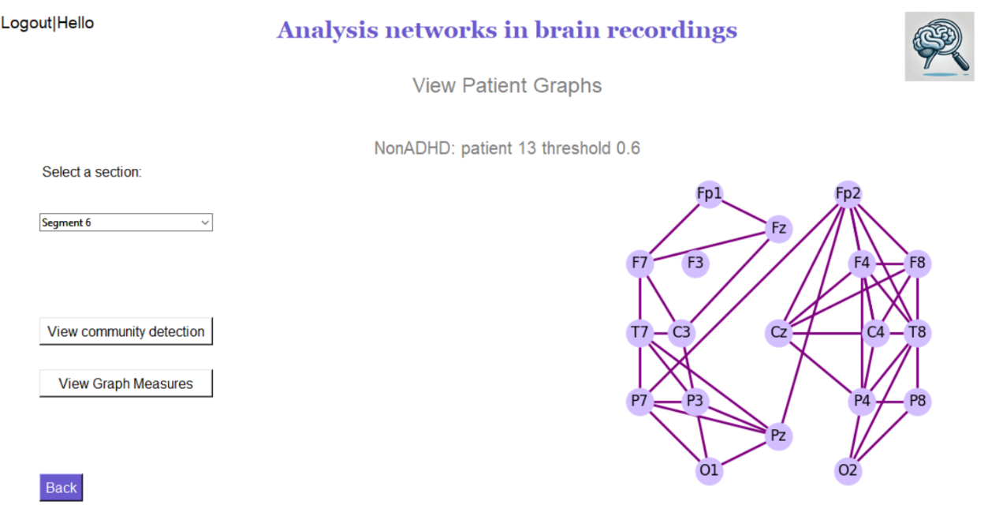 Logout|Hello
Analysis networks in brain recordings
View Patient Graphs
NonADHD: patient 13 threshold 0.6
Select a section:
Segment 6
View community detection
View Graph Measures
Back
Fp1 Fp2
Fz
F7 F3 F4 F8
T7 C3 Cz C4 T8
P7 P3 P4 P8
Pz
O1 O2